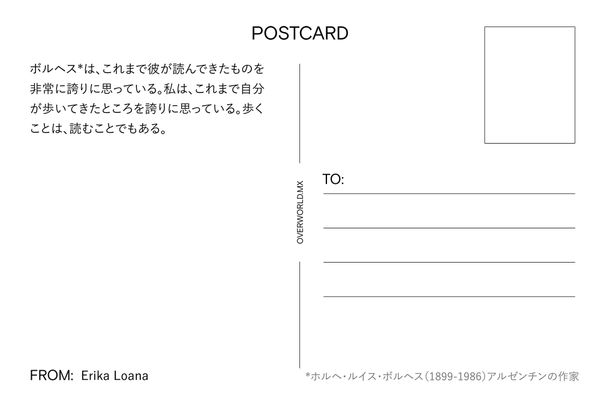 POSTCARD
ボルヘス*は、これまで彼が読んできたものを
非常に誇りに思っている。私は、これまで自分
が歩いてきたところを誇りに思っている。歩く
ことは、読むことでもある。
TO:
OVERWORLD.MX
FROM: Erika Loana
*ホルヘ・ルイス・ボルヘス（1899-1986）アルゼンチンの作家